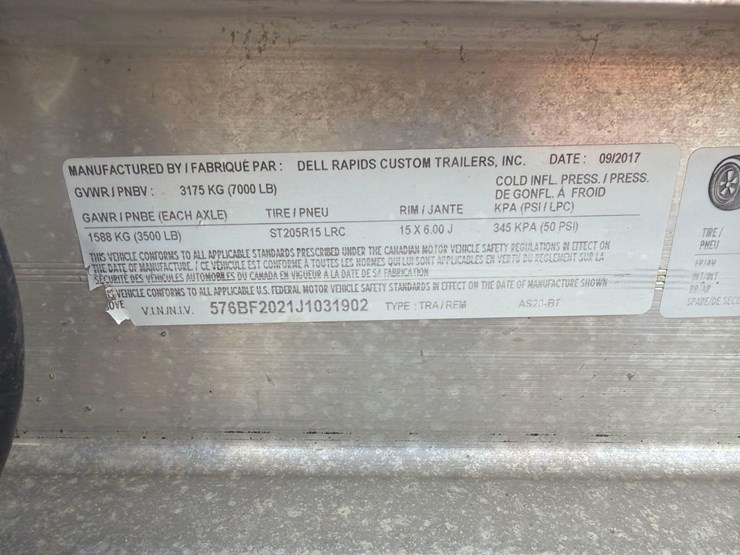 MANUFACTURED BY / FABRIQUÉ PAR : DELL RAPIDS CUSTOM TRAILERS, INC. DATE : 09/2017
GVWR / PNBV : 3175 KG (7000 LB)
COLD INFL. PRESS. / PRESS.
DE GONFL. À FROID
GAWR / PNBE (EACH AXLE) TIRE / PNEU RIM / JANTE KPA (PSI / LPC)
1588 KG (3500 LB) ST205R15 LRC 15 X 6.00 J 345 KPA (50 PSI)
THIS VEHICLE CONFORMS TO ALL APPLICABLE STANDARDS PRESCRIBED UNDER THE CANADIAN MOTOR VEHICLE SAFETY REGULATIONS IN EFFECT ON
THE DATE OF MANUFACTURE. / CE VÉHICULE EST CONFORME À TOUTES LES NORMES QUI LUI SONT APPLICABLES EN VERTU DU RÈGLEMENT SUR LA
SÉCURITÉ DES VÉHICULES AUTOMOBILES DU CANADA EN VIGUEUR À LA DATE DE SA FABRICATION
VEHICLE CONFORMS TO ALL APPLICABLE U.S. FEDERAL MOTOR VEHICLE SAFETY STANDARDS IN EFFECT ON THE DATE OF MANUFACTURE SHOWN
OVE
V.I.N./N.I.V. 576BF2021J1031902 TYPE : TRA / REM AS20-BT
TIRE /
PNEU